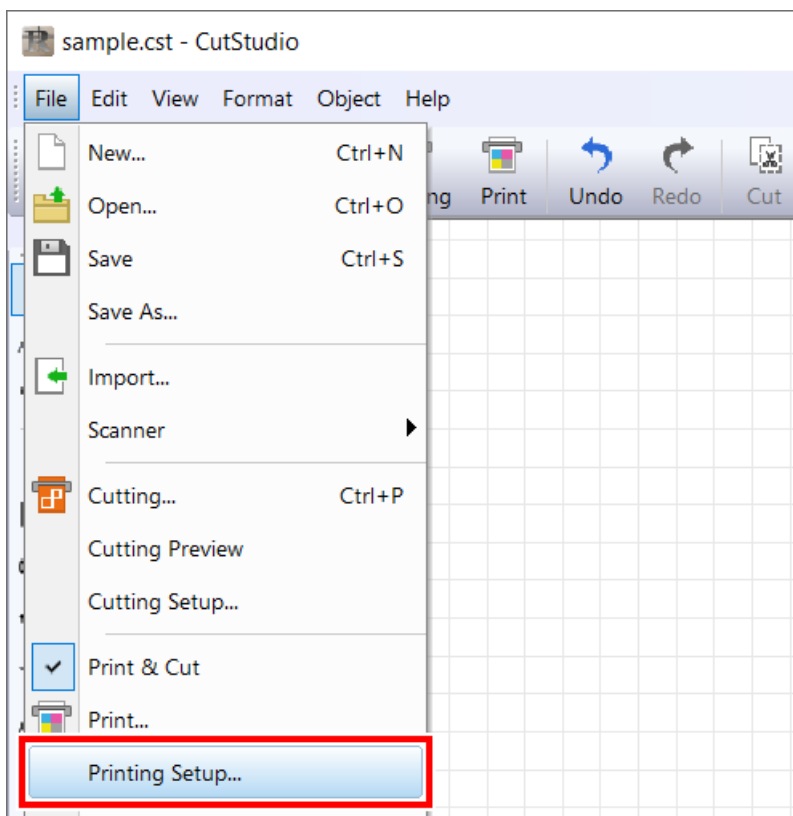 sample.cst - CutStudio
File Edit View Format Object Help
New... Ctrl+N
Open... Ctrl+O
Save Ctrl+S
Save As...
Import...
Scanner
Cutting... Ctrl+P
Cutting Preview
Cutting Setup...
Print & Cut
Print...
Printing Setup...
ng Print Undo Redo Cut